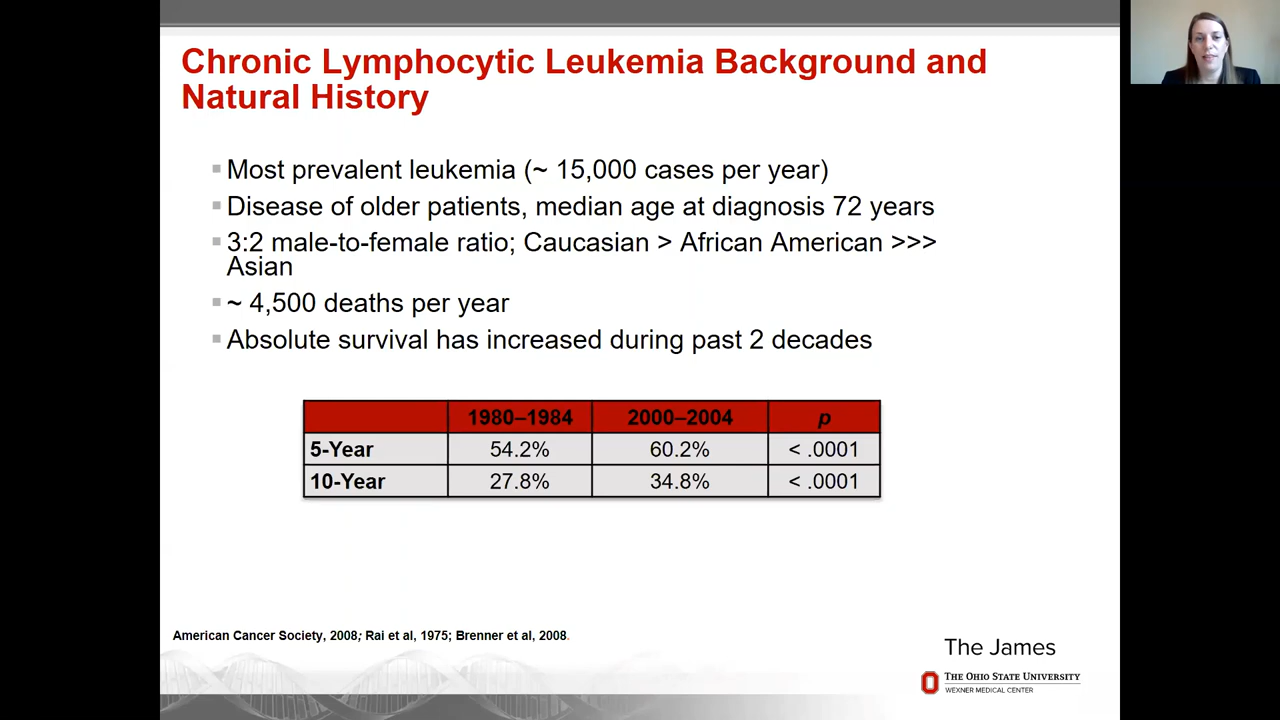 Chronic Lymphocytic Leukemia Background and
Natural History
Most prevalent leukemia (~ 15,000 cases per year)
Disease of older patients, median age at diagnosis 72 years
3:2 male-to-female ratio; Caucasian > African American >>>
Asian
~ 4,500 deaths per year
Absolute survival has increased during past 2 decades
1980–1984 2000–2004 p
5-Year 54.2% 60.2% < .0001
10-Year 27.8% 34.8% < .0001
American Cancer Society, 2008; Rai et al, 1975; Brenner et al, 2008.
The James
THE OHIO STATE UNIVERSITY
WEXNER MEDICAL CENTER